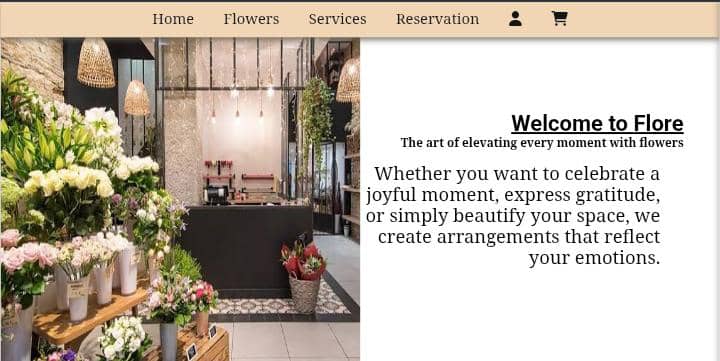 Home Flowers Services Reservation
Welcome to Flore
The art of elevating every moment with flowers
Whether you want to celebrate a
joyful moment, express gratitude,
or simply beautify your space, we
create arrangements that reflect
your emotions.